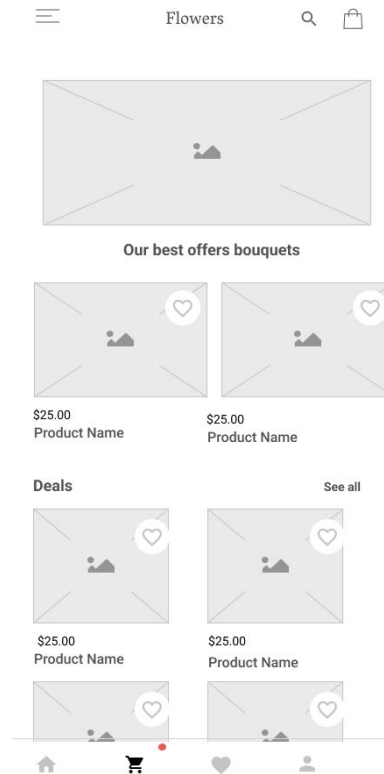 Flowers
Our best offers bouquets
$25.00
Product Name
$25.00
Product Name
Deals
See all
$25.00
Product Name
$25.00
Product Name